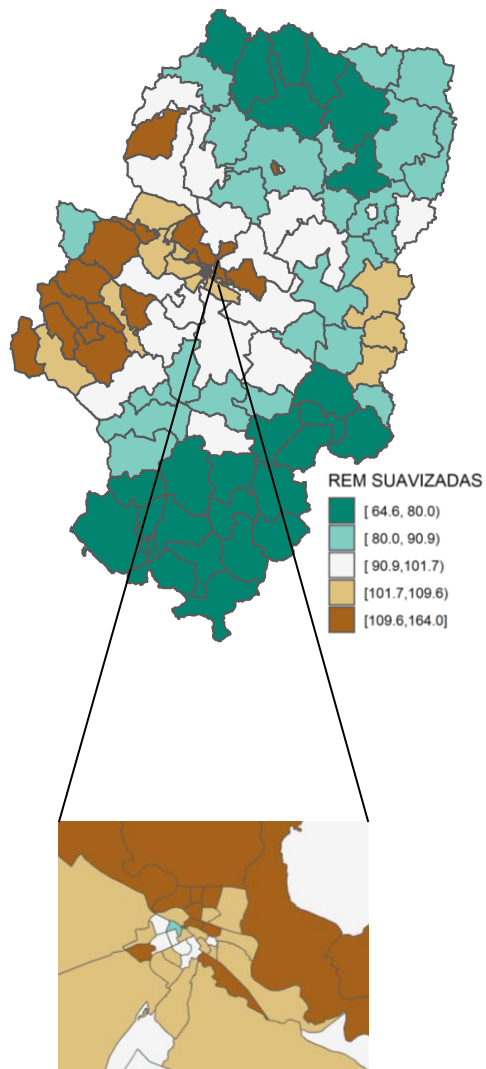 REM SUAVIZADAS
[ 64.6, 80.0)
[ 80.0, 90.9)
[ 90.9,101.7)
[101.7,109.6)
[109.6,164.0]